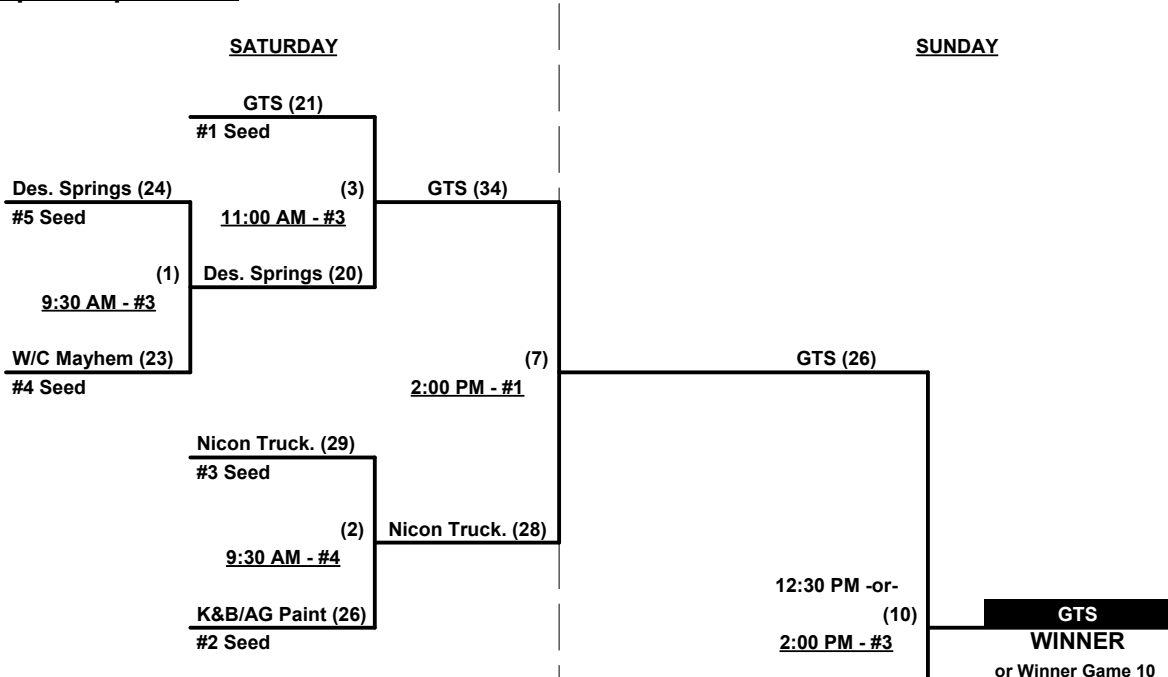 SATURDAY
SUNDAY
GTS (21)
#1 Seed
Des. Springs (24)
(3)
GTS (34)
#5 Seed
11:00 AM - #3
(1)
Des. Springs (20)
9:30 AM - #3
W/C Mayhem (23)
(7)
GTS (26)
#4 Seed
2:00 PM - #1
Nicon Truck. (29)
#3 Seed
(2)
Nicon Truck. (28)
9:30 AM - #4
12:30 PM -or-
K&B/AG Paint (26)
(10)
GTS
#2 Seed
2:00 PM - #3
WINNER
or Winner Game 10